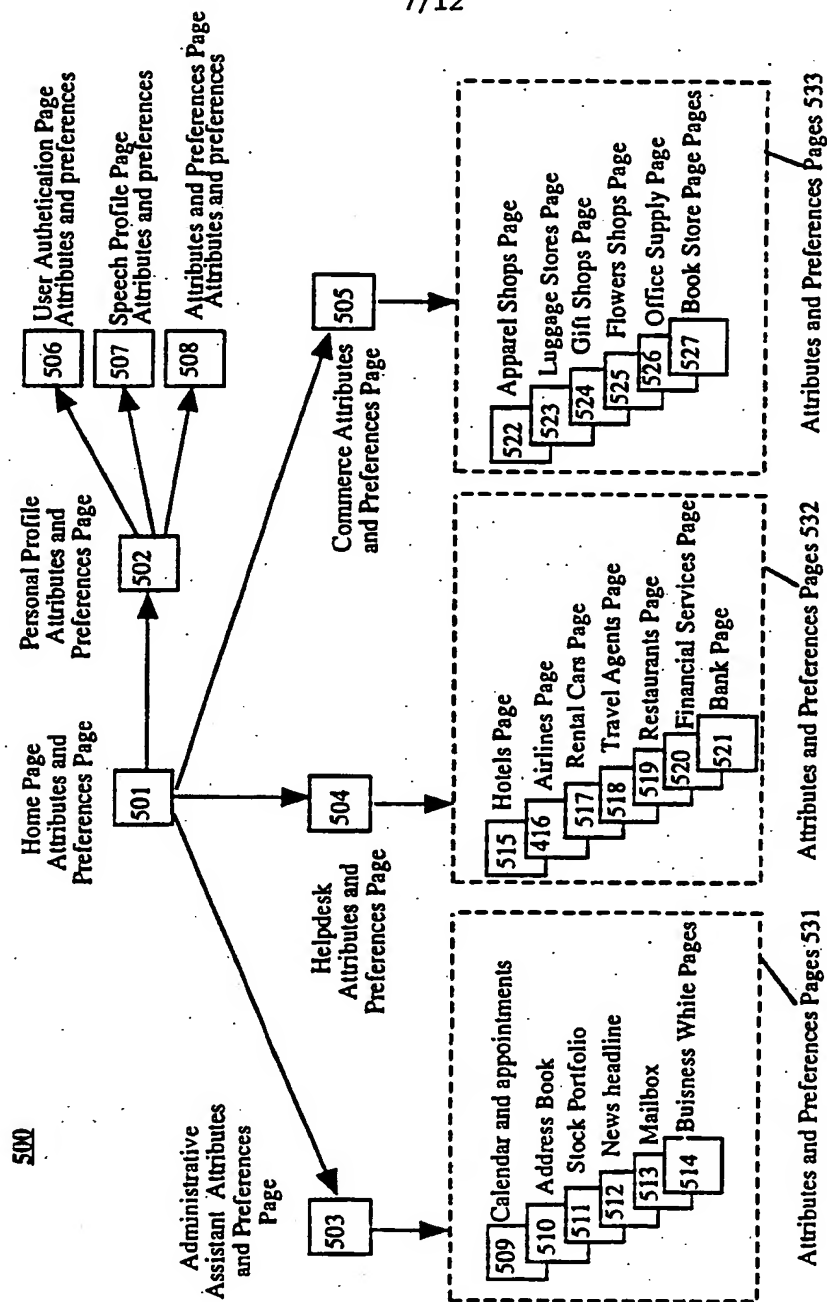 7/12
500
Home Page
Attributes and
Preferences Page
501
Personal Profile
Attributes and
Preferences Page
502
506
User Authetication Page
Attributes and preferences
507
Speech Profile Page
Attributes and preferences
508
Attributes and Preferences Page
Attributes and preferences
Administrative
Assistant Attributes
and Preferences
Page
503
504
Helpdesk
Attributes and
Preferences Page
505
Commerce Attributes
and Preferences Page
509 Calendar and appointments
510 Address Book
511 Stock Portfolio
512 News headline
513 Mailbox
514 Buisness White Pages
Attributes and Preferences Pages 531
515 Hotels Page
416 Airlines Page
517 Rental Cars Page
518 Travel Agents Page
519 Restaurants Page
520 Financial Services Page
521 Bank Page
Attributes and Preferences Pages 532
522 Apparel Shops Page
523 Luggage Stores Page
524 Gift Shops Page
525 Flowers Shops Page
526 Office Supply Page
527 Book Store Page Pages
Attributes and Preferences Pages 533